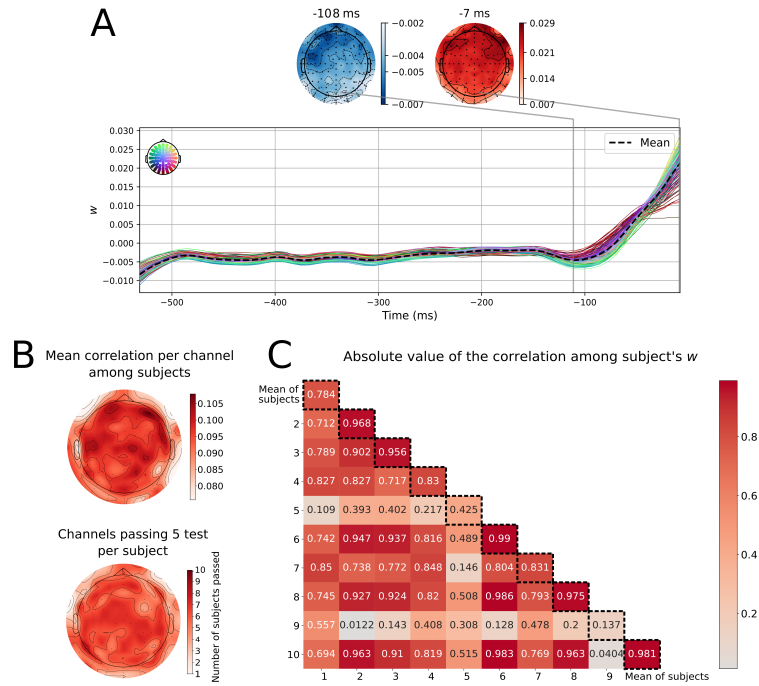 A
-108 ms
-7 ms
−0.002
−0.004
−0.005
−0.007
0.029
0.021
0.014
0.007
0.030
0.025
0.020
0.015
0.010
0.005
0.000
−0.005
−0.010
w
Mean
−500
−400
−300
−200
−100
Time (ms)
B
Mean correlation per channel
among subjects
0.105
0.100
0.095
0.090
0.085
0.080
Channels passing 5 test
per subject
10
9
8
7
6
5
4
3
2
1
Number of subjects passed
C
Absolute value of the correlation among subject's w
Mean of
subjects
0.784
2 0.712 0.968
3 0.789 0.902 0.956
4 0.827 0.827 0.717 0.83
5 0.109 0.393 0.402 0.217 0.425
6 0.742 0.947 0.937 0.816 0.489 0.99
7 0.85 0.738 0.772 0.848 0.146 0.804 0.831
8 0.745 0.927 0.924 0.82 0.508 0.986 0.793 0.975
9 0.557 0.0122 0.143 0.408 0.308 0.128 0.478 0.2 0.137
10 0.694 0.963 0.91 0.819 0.515 0.983 0.769 0.963 0.0404 0.981
1 2 3 4 5 6 7 8 9 Mean of subjects
0.8
0.6
0.4
0.2